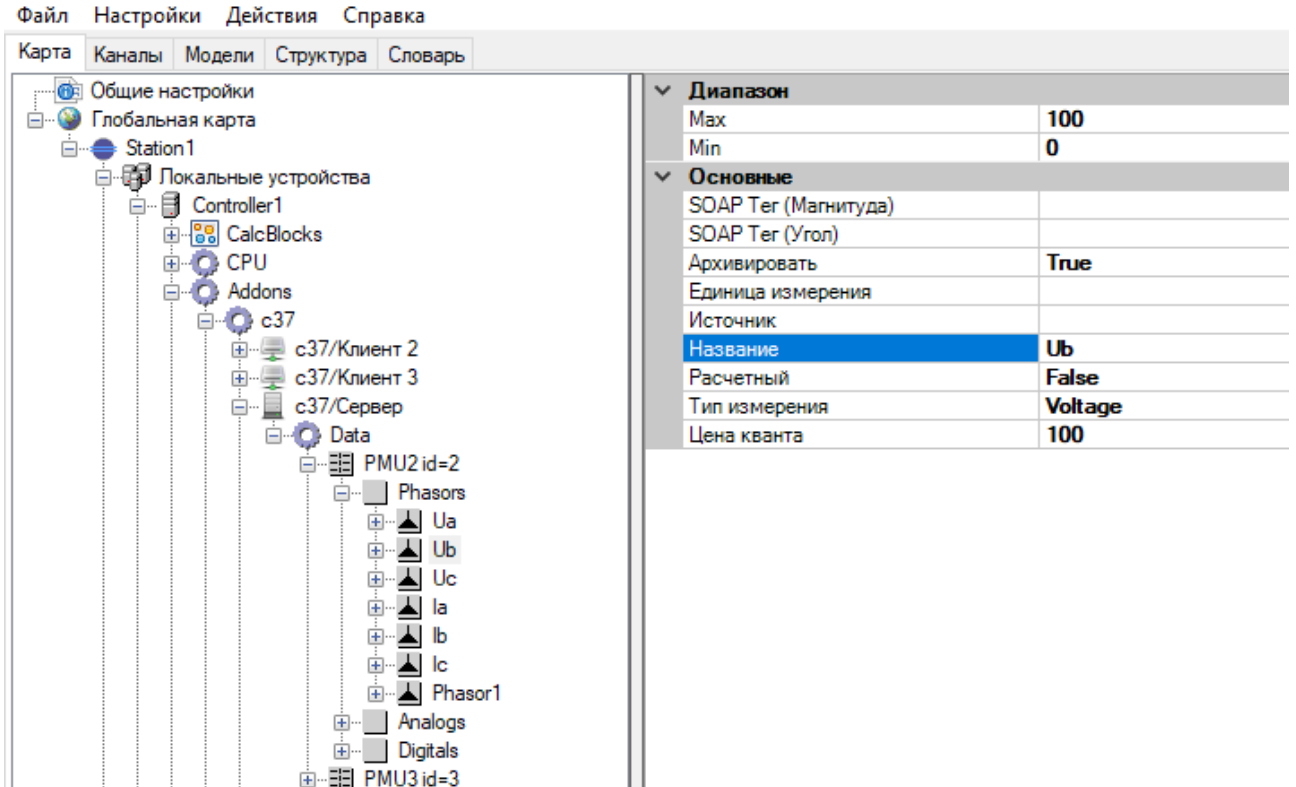 Файл Настройки Действия Справка
Карта Каналы Модели Структура Словарь
Общие настройки
Глобальная карта
Station1
Локальные устройства
Controller1
CalcBlocks
CPU
Addons
c37
c37/Клиент 2
c37/Клиент 3
c37/Сервер
Data
PMU2 id=2
Phasors
Ua
Ub
Uc
Ia
Ib
Ic
Phasor1
Analogs
Digitals
PMU3 id=3
Диапазон
Max 100
Min 0
Основные
SOAP Тег (Магнитуда)
SOAP Тег (Угол)
Архивировать True
Единица измерения
Источник
Название Ub
Расчетный False
Тип измерения Voltage
Цена кванта 100